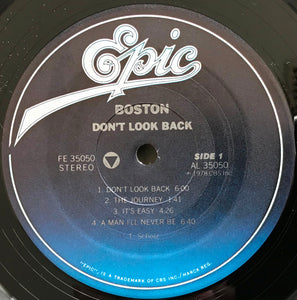 Epic
BOSTON
DON'T LOOK BACK
FE 35050
STEREO
SIDE 1
AL 35050
℗ 1978 CBS Inc.
1. DON'T LOOK BACK 6:00
2. THE JOURNEY 1:41
3. IT'S EASY 4:26
4. A MAN I'LL NEVER BE 6:40
T. Scholz
"EPIC," IS A TRADEMARK OF CBS INC./MARCA REG.